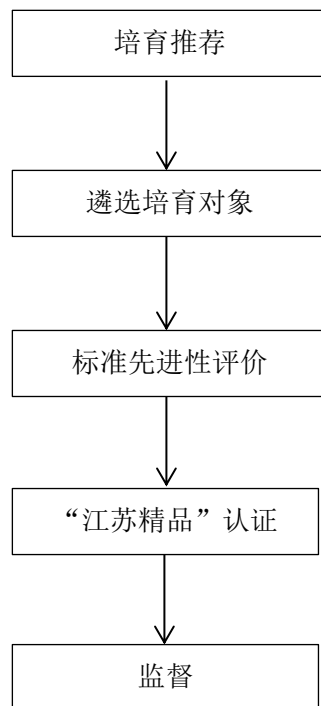 培育推荐
遴选培育对象
标准先进性评价
“江苏精品”认证
监督